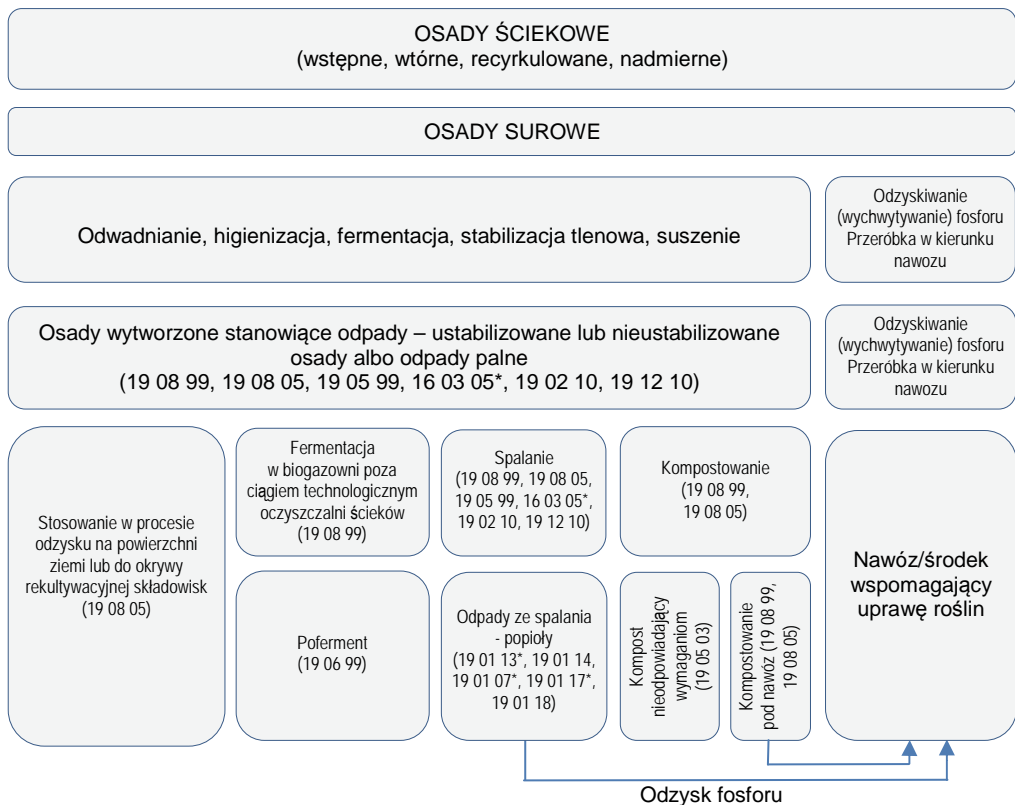 OSADY ŚCIEKOWE
(wstępne, wtórne, recyrkulowane, nadmierne)
OSADY SUROWE
Odwadnianie, higienizacja, fermentacja, stabilizacja tlenowa, suszenie
Odzyskiwanie
(wychwytywanie) fosforu
Przeróbka w kierunku
nawozu
Osady wytworzone stanowiące odpady – ustabilizowane lub nieustabilizowane
osady albo odpady palne
(19 08 99, 19 08 05, 19 05 99, 16 03 05*, 19 02 10, 19 12 10)
Odzyskiwanie
(wychwytywanie) fosforu
Przeróbka w kierunku
nawozu
Stosowanie w procesie
odzysku na powierzchni
ziemi lub do okrywy
rekultywacyjnej składowisk
(19 08 05)
Fermentacja
w biogazowni poza
ciągiem technologicznym
oczyszczalni ścieków
(19 08 99)
Spalanie
(19 08 99, 19 08 05,
19 05 99, 16 03 05*,
19 02 10, 19 12 10)
Kompostowanie
(19 08 99,
19 08 05)
Nawóz/środek
wspomagający
uprawę roślin
Poferment
(19 06 99)
Odpady ze spalania
- popioły
(19 01 13*, 19 01 14,
19 01 07*, 19 01 17*,
19 01 18)
Kompost
nieodpowiadający
wymaganiom
(19 05 03)
Kompostowanie
pod nawóz (19 08 99,
19 08 05)
Odzysk fosforu